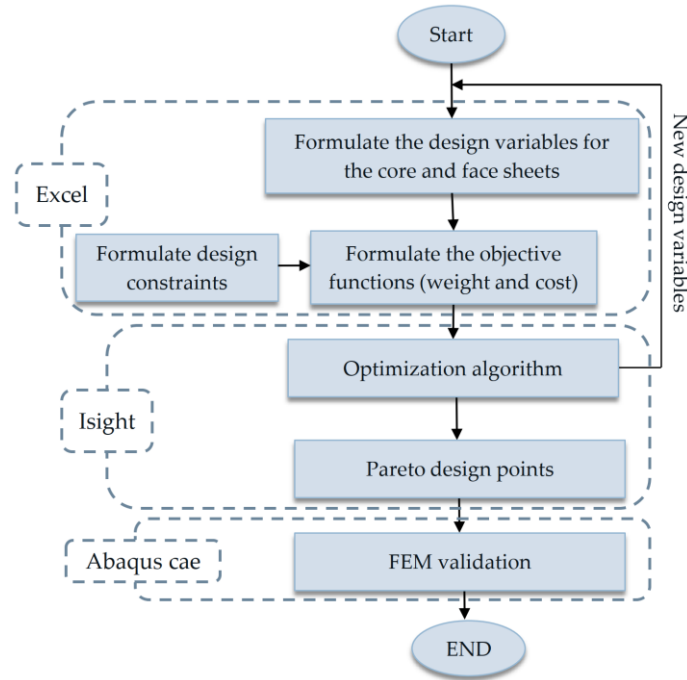 Start
New design variables
Formulate the design variables for
the core and face sheets
Excel
Formulate design
constraints
Formulate the objective
functions (weight and cost)
Optimization algorithm
Isight
Pareto design points
Abaqus cae
FEM validation
END